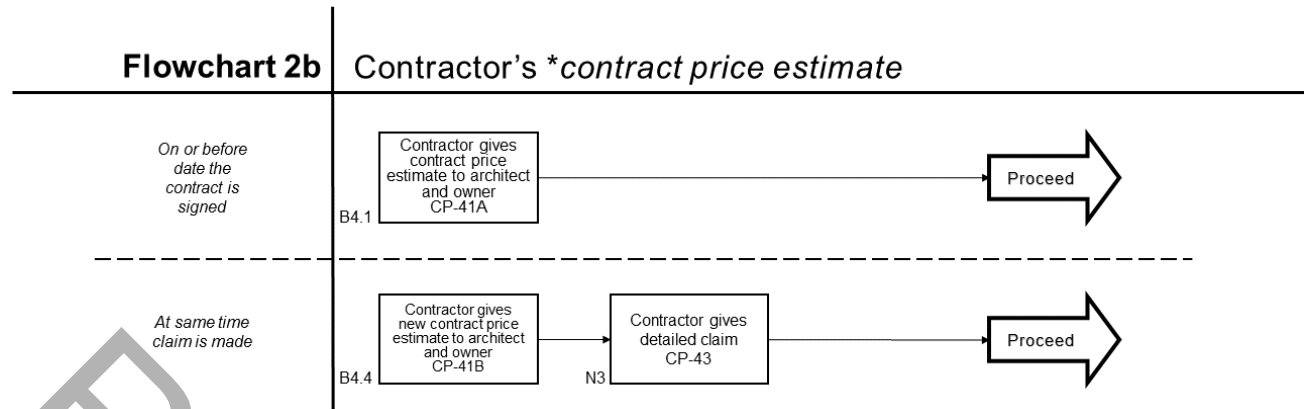 Flowchart 2b
Contractor's *contract price estimate
On or before
date the
contract is
signed
B4.1
Contractor gives
contract price
estimate to architect
and owner
CP-41A
Proceed
At same time
claim is made
B4.4
Contractor gives
new contract price
estimate to architect
and owner
CP-41B
N3
Contractor gives
detailed claim
CP-43
Proceed